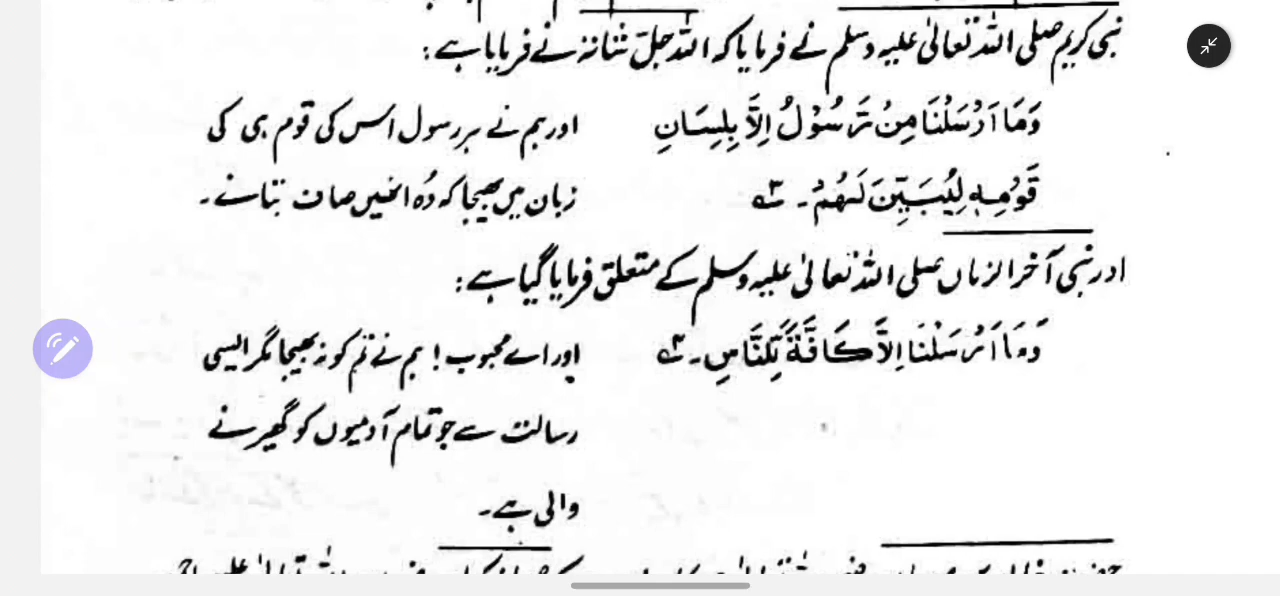 نبی کریم صلی اللہ تعالیٰ علیہ وسلم نے فرمایا کہ اللہ جل شانہ نے فرمایا ہے :
وَمَا اَرْسَلْنَا مِنْ رَّسُوْلٍ اِلَّا بِلِسَانِ
قَوْمِهٖ لِيُبَيِّنَ لَهُمْ ۔
اور ہم نے ہر رسول اس کی قوم ہی کی
زبان میں بھیجا کہ وُہ انھیں صاف بتائے ۔
اور نبی آخر الزماں صلی اللہ تعالیٰ علیہ وسلم کے متعلق فرمایا گیا ہے :
وَمَا اَرْسَلْنَا اِلَّا كَافَّةً لِّلنَّاسِ ۔
اور اے محبوب ! ہم نے تم کو نہ بھیجا مگر ایسی
رسالت سے جو تمام آدمیوں کو گھیرنے
والی ہے ۔